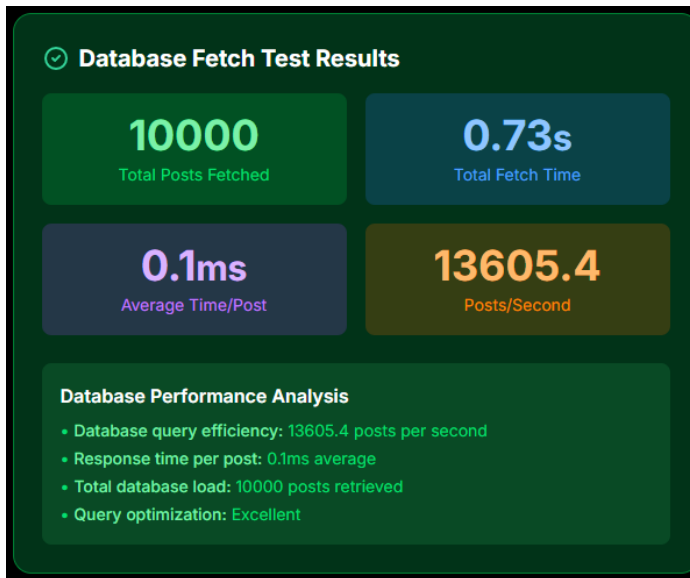 Database Fetch Test Results
10000
Total Posts Fetched
0.73s
Total Fetch Time
0.1ms
Average Time/Post
13605.4
Posts/Second
Database Performance Analysis
• Database query efficiency: 13605.4 posts per second
• Response time per post: 0.1ms average
• Total database load: 10000 posts retrieved
• Query optimization: Excellent